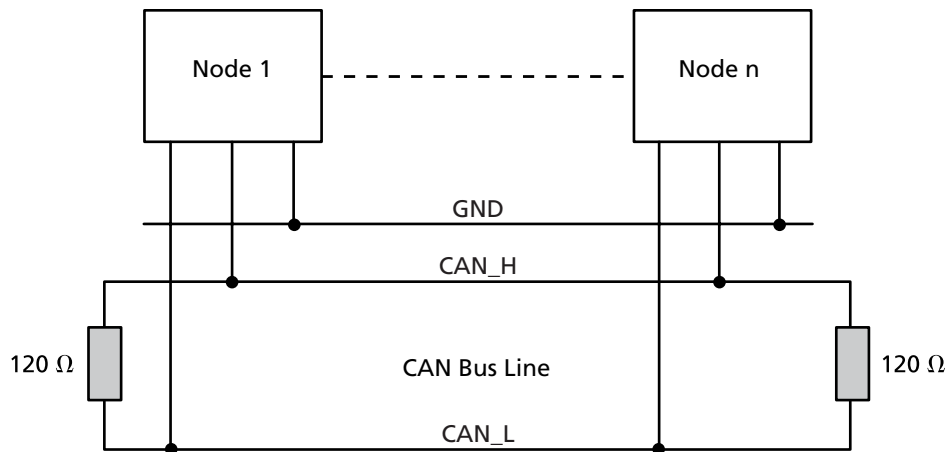 Node 1
Node n
GND
CAN_H
120 Ω
CAN Bus Line
120 Ω
CAN_L